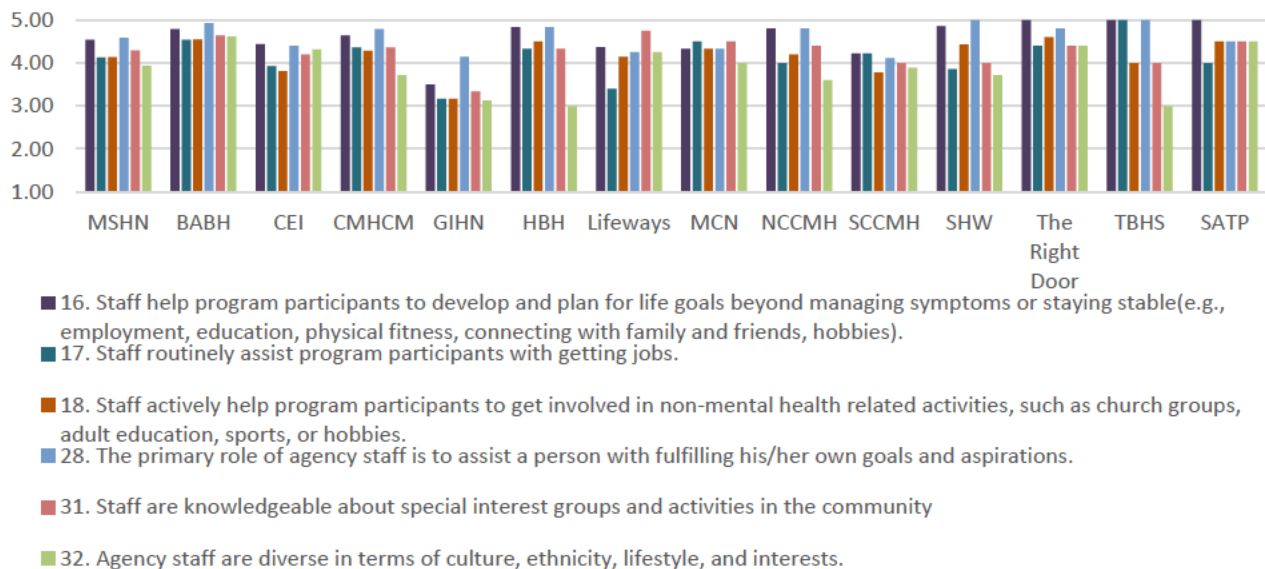 5.00
4.00
3.00
2.00
1.00
MSHN BABH CEI CMHCM GIHN HBH Lifeways MCN NCCMH SCCMH SHW The TBHS SATP
Right
Door
16. Staff help program participants to develop and plan for life goals beyond managing symptoms or staying stable(e.g.,
employment, education, physical fitness, connecting with family and friends, hobbies).
17. Staff routinely assist program participants with getting jobs.
18. Staff actively help program participants to get involved in non-mental health related activities, such as church groups,
adult education, sports, or hobbies.
28. The primary role of agency staff is to assist a person with fulfilling his/her own goals and aspirations.
31. Staff are knowledgeable about special interest groups and activities in the community
32. Agency staff are diverse in terms of culture, ethnicity, lifestyle, and interests.